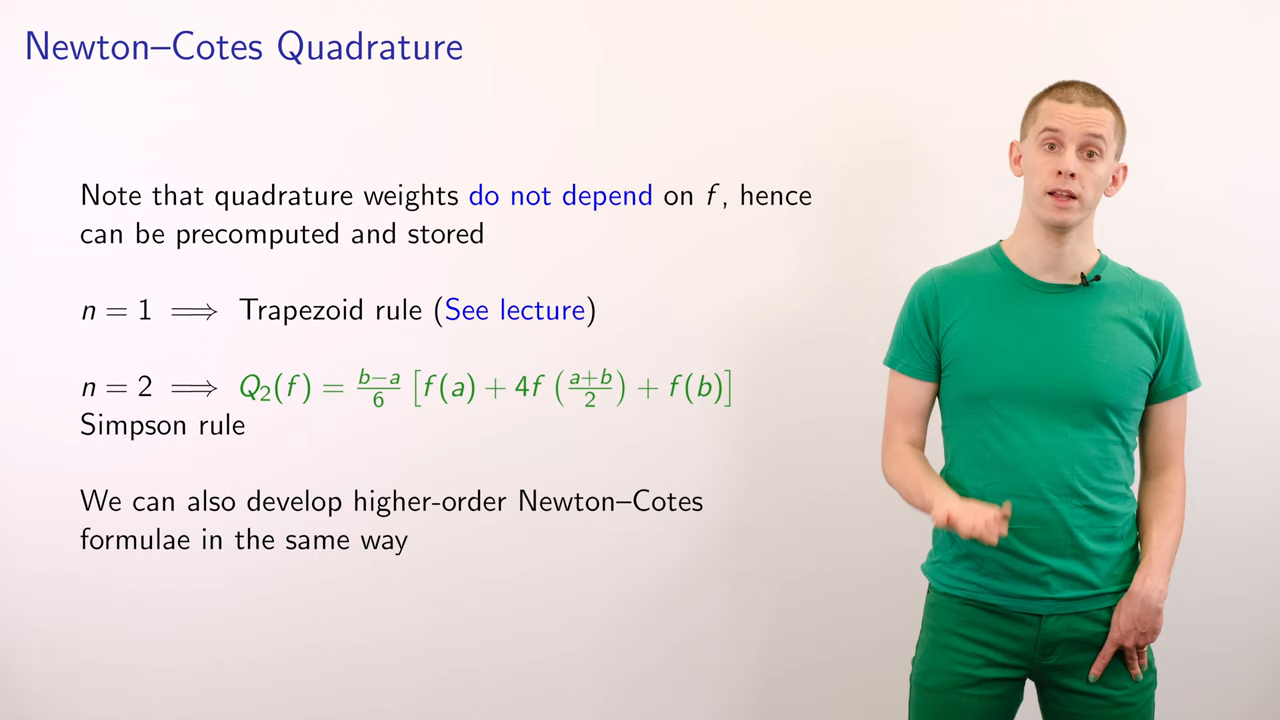 Newton–Cotes Quadrature
Note that quadrature weights do not depend on f, hence
can be precomputed and stored
n = 1 ⟹ Trapezoid rule (See lecture)
n = 2 ⟹ Q₂(f) = (b−a)/6 [f(a) + 4f((a+b)/2) + f(b)]
Simpson rule
We can also develop higher-order Newton–Cotes
formulae in the same way